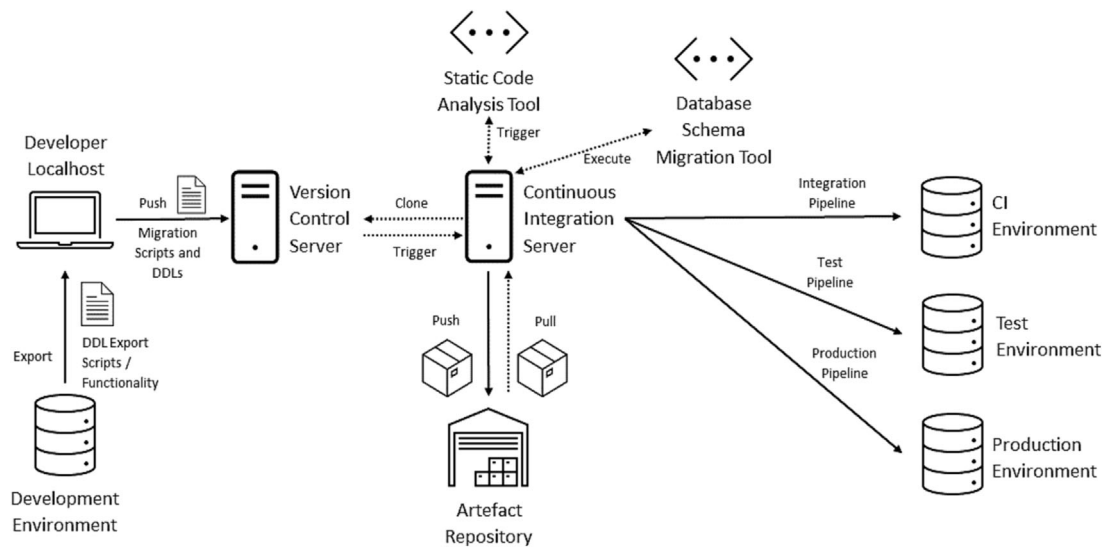 Static Code
Analysis Tool
Trigger
Database
Schema
Migration Tool
Execute
Developer
Localhost
Push
Migration
Scripts and
DDLs
Version
Control
Server
Clone
Trigger
Continuous
Integration
Server
Integration
Pipeline
CI
Environment
Test
Pipeline
Test
Environment
Production
Pipeline
Production
Environment
Export
DDL Export
Scripts /
Functionality
Development
Environment
Push
Pull
Artefact
Repository